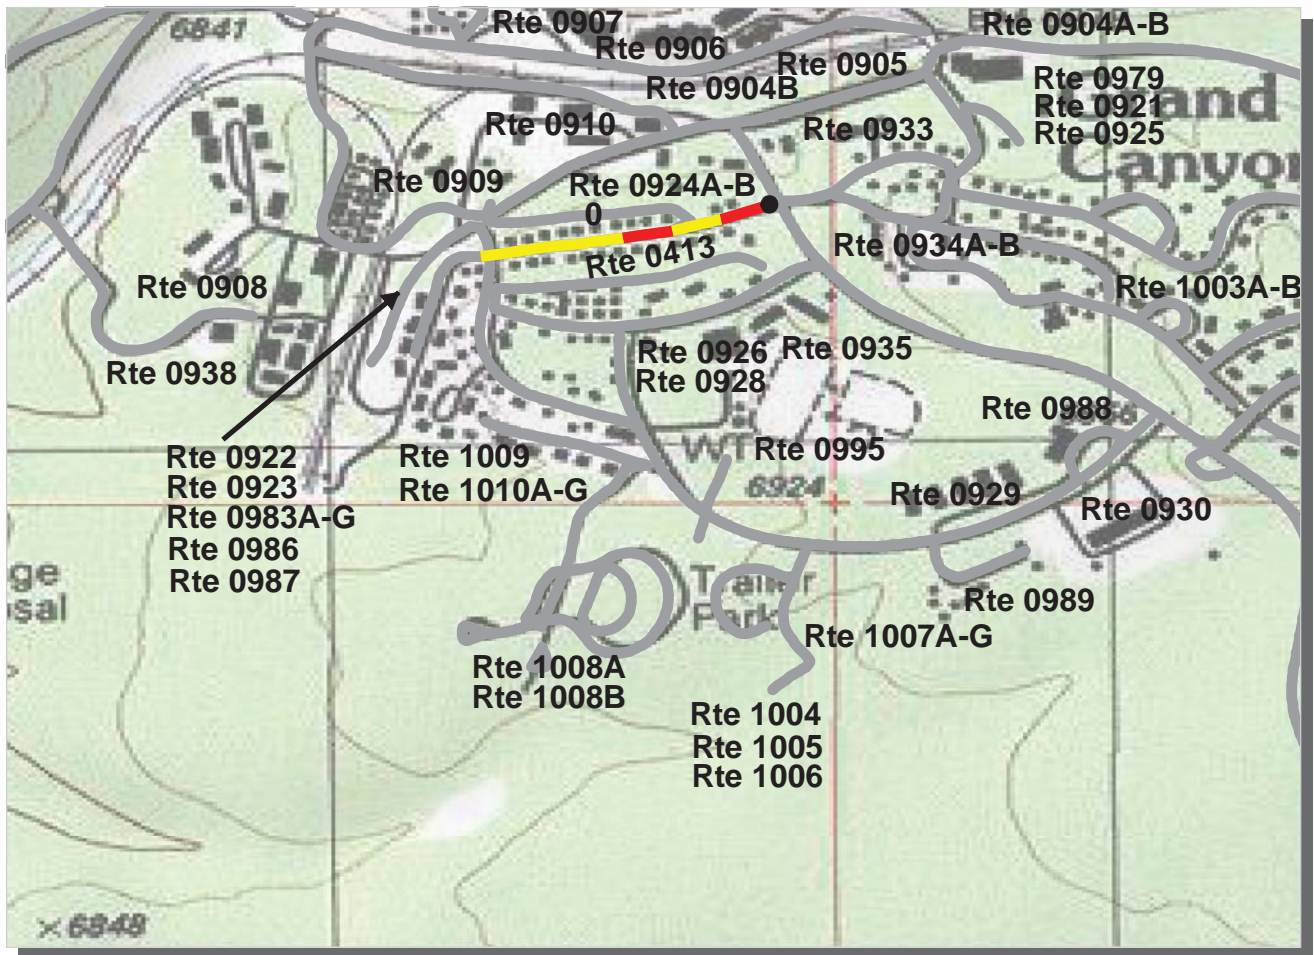 6841
Rte 0907
Rte 0906
Rte 0904A-B
Rte 0905
Rte 0904B
Rte 0979
Rte 0921
Rte 0925
Rte 0910
Rte 0933
Canyon
Rte 0909
Rte 0924A-B
0
Rte 0413
Rte 0934A-B
Rte 0908
Rte 1003A-B
Rte 0938
Rte 0926
Rte 0928
Rte 0935
Rte 0988
Rte 0995
WT
6924
Rte 0922
Rte 0923
Rte 0983A-G
Rte 0986
Rte 0987
Rte 1009
Rte 1010A-G
Rte 0929
Rte 0930
Trailer
Park
Rte 0989
Rte 1007A-G
Rte 1008A
Rte 1008B
Rte 1004
Rte 1005
Rte 1006
×6848